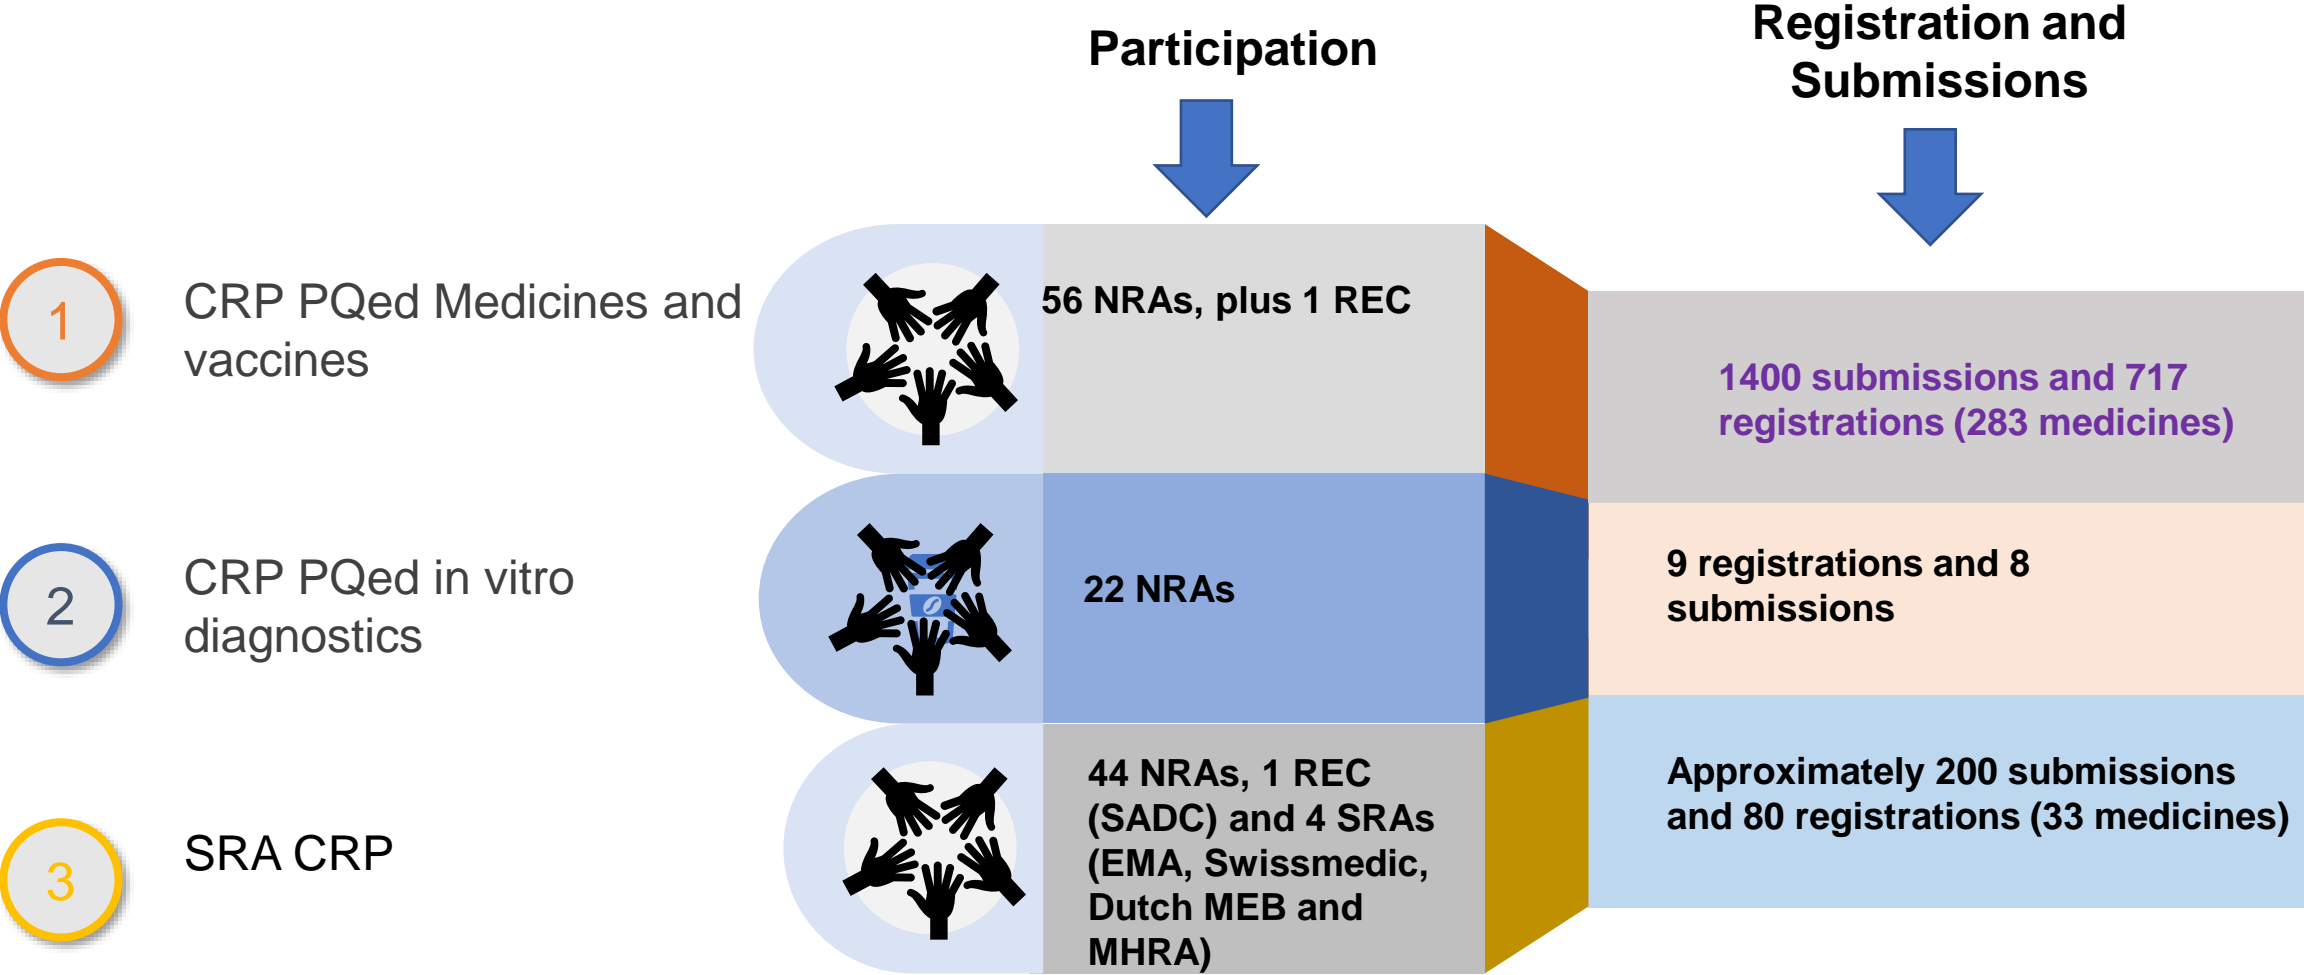 Participation
Registration and
Submissions
1
CRP PQed Medicines and
vaccines
56 NRAs, plus 1 REC
1400 submissions and 717
registrations (283 medicines)
2
CRP PQed in vitro
diagnostics
22 NRAs
9 registrations and 8
submissions
3
SRA CRP
44 NRAs, 1 REC
(SADC) and 4 SRAs
(EMA, Swissmedic,
Dutch MEB and
MHRA)
Approximately 200 submissions
and 80 registrations (33 medicines)